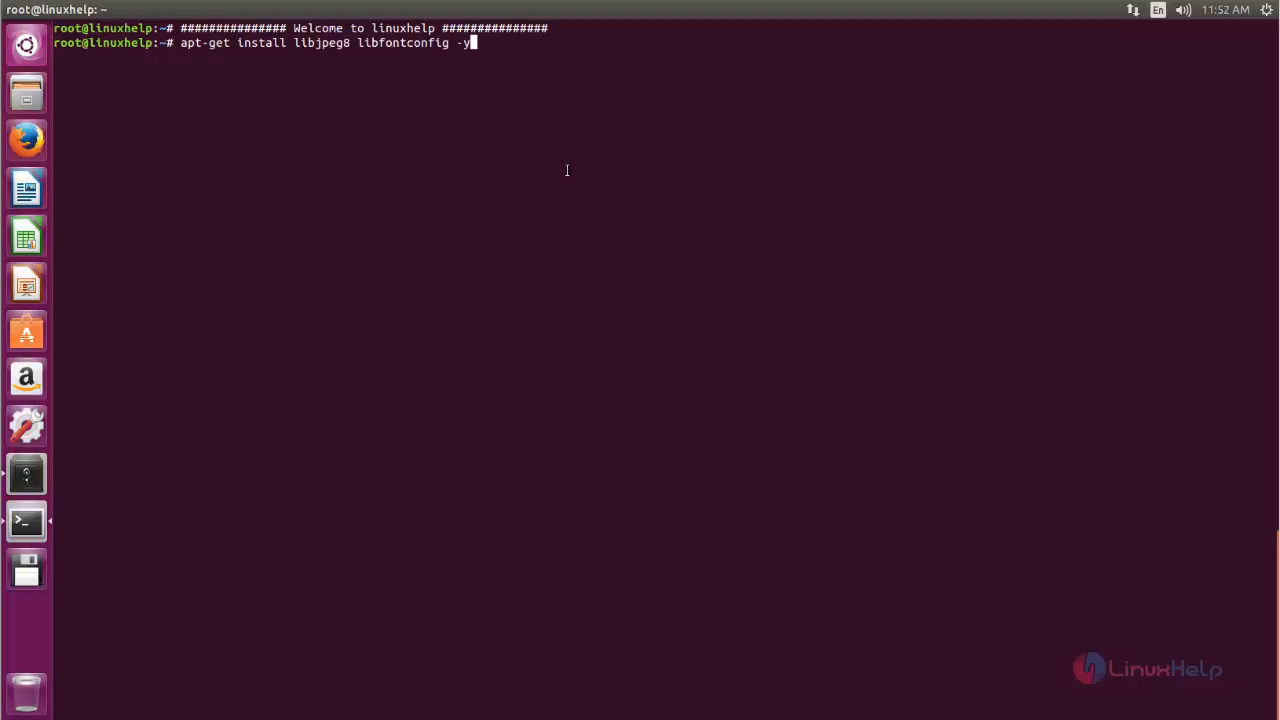 root@linuxhelp: ~
En
11:52 AM
root@linuxhelp:~# ############### Welcome to linuxhelp ###############
root@linuxhelp:~# apt-get install libjpeg8 libfontconfig -y
LinuxHelp